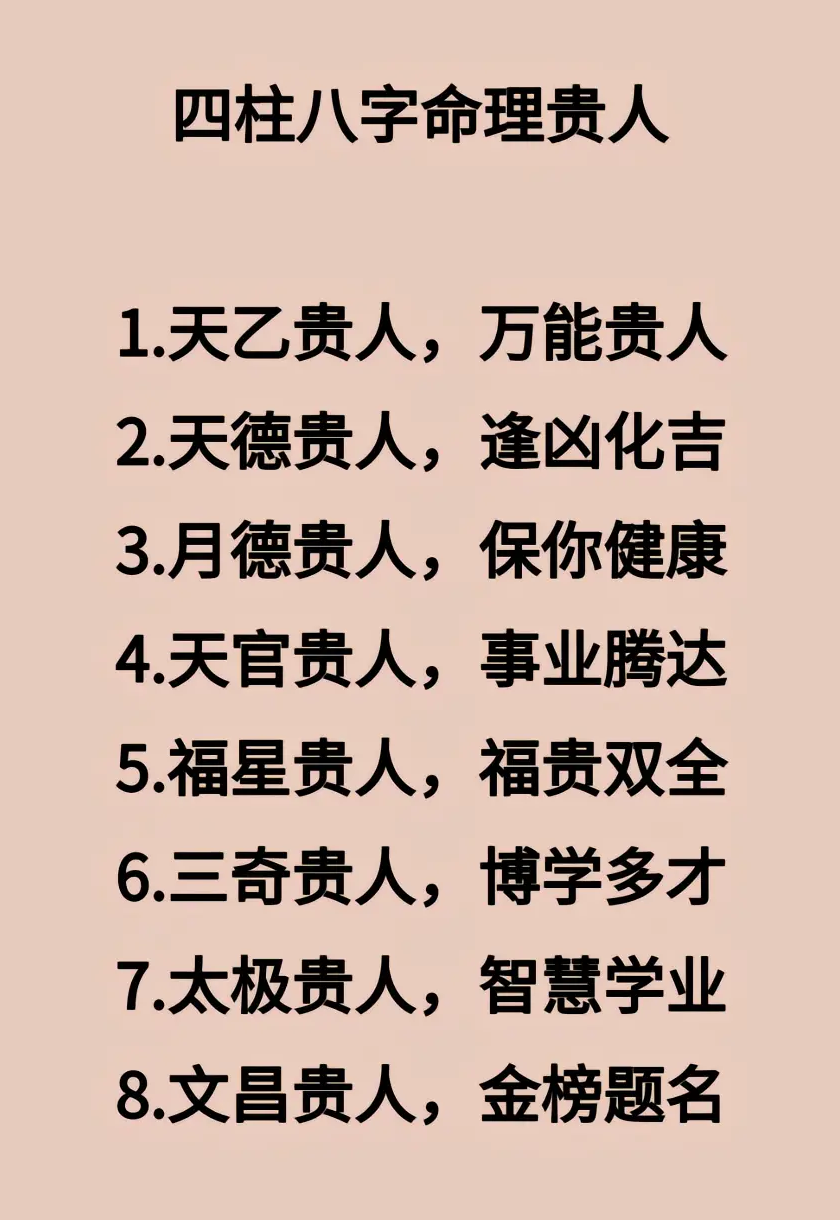 四柱八字命理贵人
1.天乙贵人，万能贵人
2.天德贵人，逢凶化吉
3.月德贵人，保你健康
4.天官贵人，事业腾达
5.福星贵人，福贵双全
6.三奇贵人，博学多才
7.太极贵人，智慧学业
8.文昌贵人，金榜题名